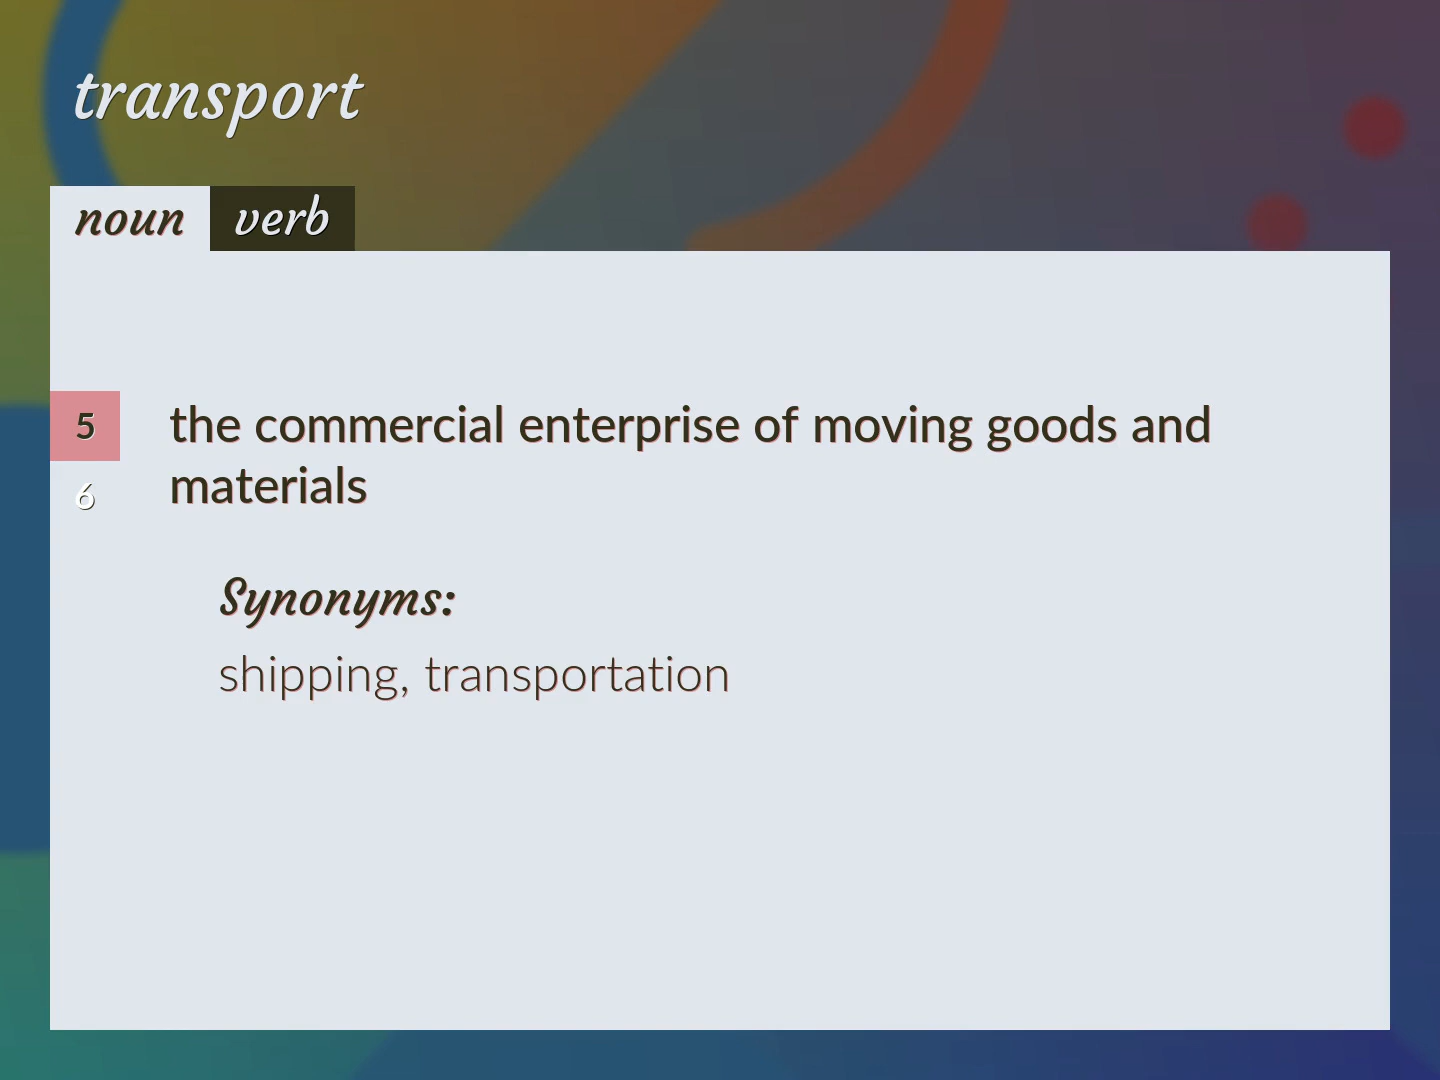 transport
noun verb
5 the commercial enterprise of moving goods and
materials
6
Synonyms:
shipping, transportation